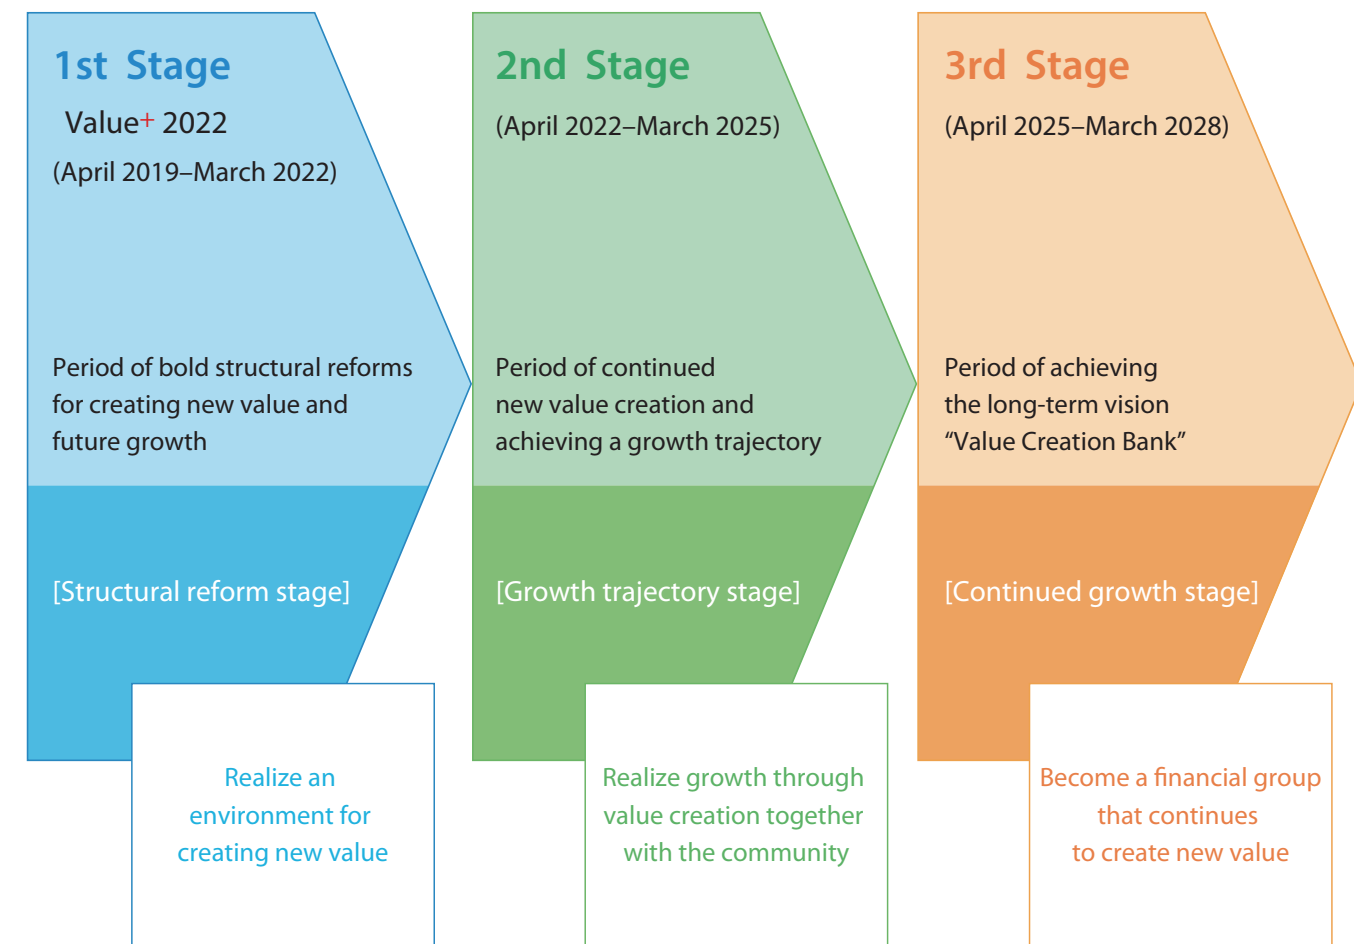 1st Stage
Value+ 2022
(April 2019–March 2022)
Period of bold structural reforms
for creating new value and
future growth
[Structural reform stage]
Realize an
environment for
creating new value
2nd Stage
(April 2022–March 2025)
Period of continued
new value creation and
achieving a growth trajectory
[Growth trajectory stage]
Realize growth through
value creation together
with the community
3rd Stage
(April 2025–March 2028)
Period of achieving
the long-term vision
“Value Creation Bank”
[Continued growth stage]
Become a financial group
that continues
to create new value